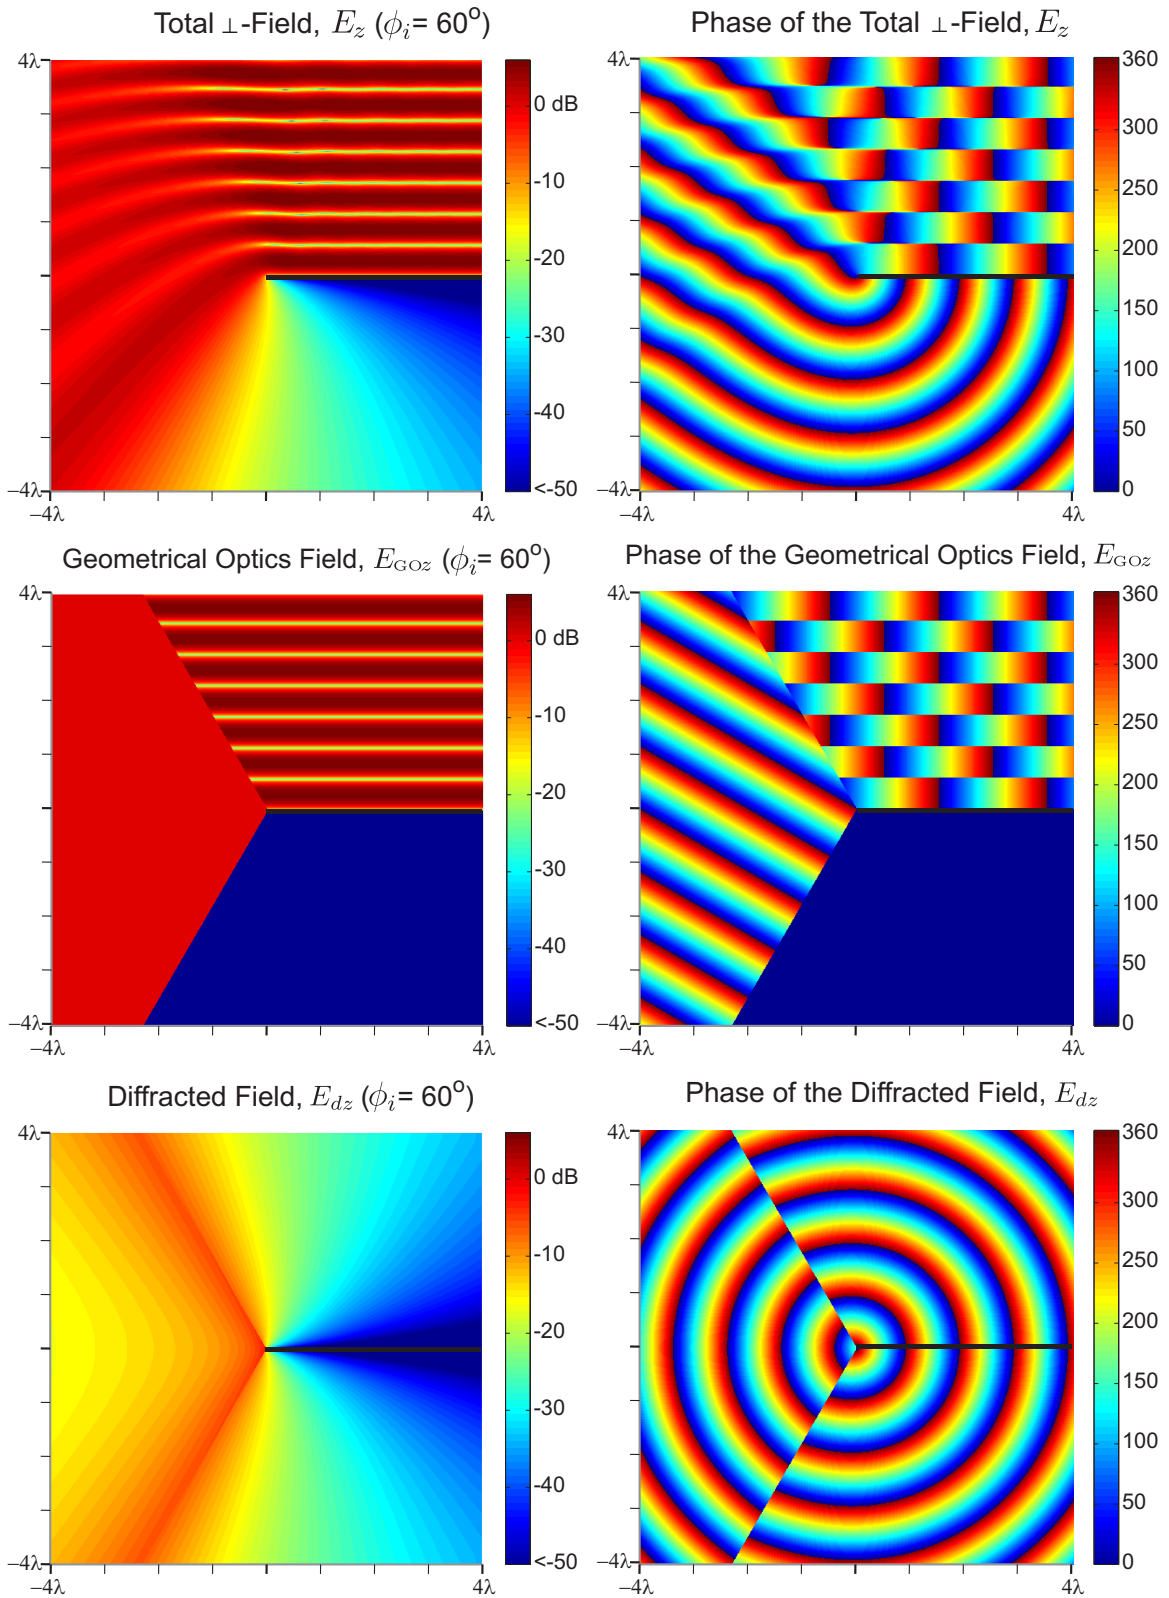 Total ⊥-Field, E_z (ϕ_i= 60°)
4λ
0 dB
-10
-20
-30
-40
<-50
−4λ
−4λ
4λ
Phase of the Total ⊥-Field, E_z
4λ
360
300
250
200
150
100
50
0
−4λ
−4λ
4λ
Geometrical Optics Field, E_GOz (ϕ_i= 60°)
4λ
0 dB
-10
-20
-30
-40
<-50
−4λ
−4λ
4λ
Phase of the Geometrical Optics Field, E_GOz
4λ
360
300
250
200
150
100
50
0
−4λ
−4λ
4λ
Diffracted Field, E_dz (ϕ_i= 60°)
4λ
0 dB
-10
-20
-30
-40
<-50
−4λ
−4λ
4λ
Phase of the Diffracted Field, E_dz
4λ
360
300
250
200
150
100
50
0
−4λ
−4λ
4λ